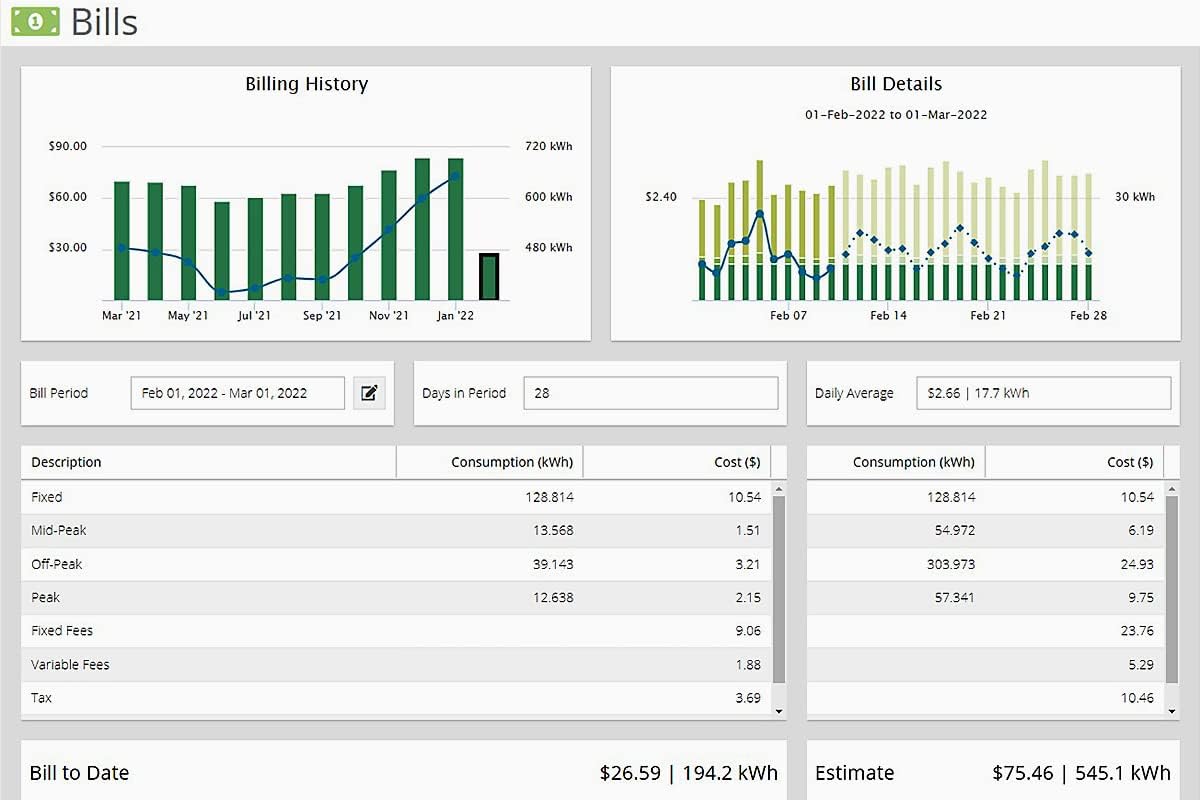 1 Bills
Billing History
$90.00
$60.00
$30.00
720 kWh
600 kWh
480 kWh
Mar '21 May '21 Jul '21 Sep '21 Nov '21 Jan '22
Bill Details
01-Feb-2022 to 01-Mar-2022
$2.40 30 kWh
Feb 07 Feb 14 Feb 21 Feb 28
Bill Period Feb 01, 2022 - Mar 01, 2022
Days in Period 28
Daily Average $2.66 | 17.7 kWh
Description Consumption (kWh) Cost ($)
Fixed 128.814 10.54
Mid-Peak 13.568 1.51
Off-Peak 39.143 3.21
Peak 12.638 2.15
Fixed Fees 9.06
Variable Fees 1.88
Tax 3.69
Consumption (kWh) Cost ($)
128.814 10.54
54.972 6.19
303.973 24.93
57.341 9.75
23.76
5.29
10.46
Bill to Date $26.59 | 194.2 kWh
Estimate $75.46 | 545.1 kWh